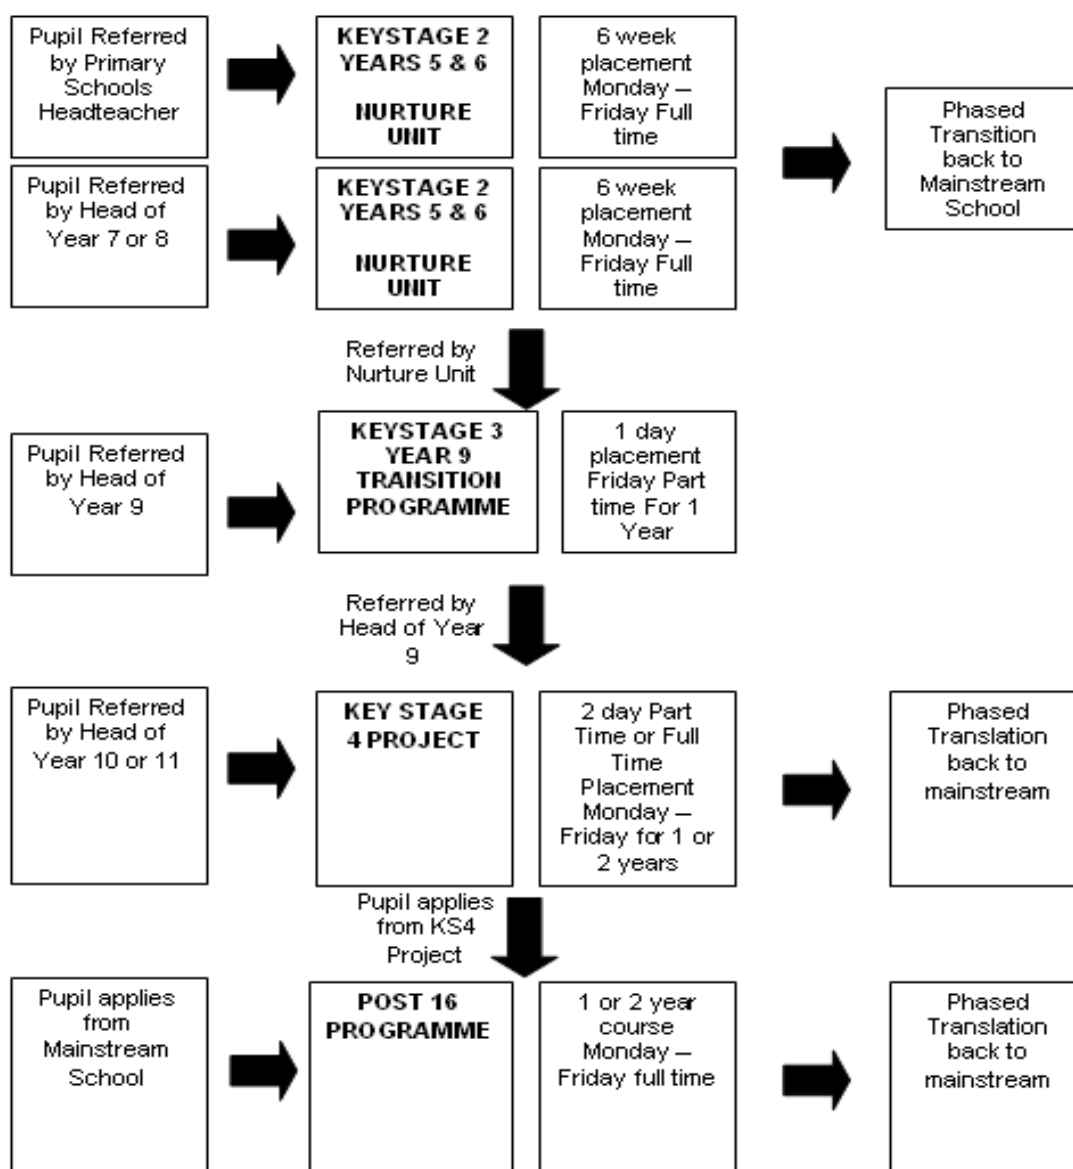 Pupil Referred
by Primary
Schools
Headteacher
KEYSTAGE 2
YEARS 5 & 6
NURTURE
UNIT
6 week
placement
Monday –
Friday Full
time
Phased
Transition
back to
Mainstream
School
Pupil Referred
by Head of
Year 7 or 8
KEYSTAGE 2
YEARS 5 & 6
NURTURE
UNIT
6 week
placement
Monday –
Friday Full
time
Referred by
Nurture Unit
Pupil Referred
by Head of
Year 9
KEYSTAGE 3
YEAR 9
TRANSITION
PROGRAMME
1 day
placement
Friday Part
time For 1
Year
Referred by
Head of Year
9
Pupil Referred
by Head of
Year 10 or 11
KEY STAGE
4 PROJECT
2 day Part
Time or Full
Time
Placement
Monday –
Friday for 1 or
2 years
Phased
Translation
back to
mainstream
Pupil applies
from KS4
Project
Pupil applies
from
Mainstream
School
POST 16
PROGRAMME
1 or 2 year
course
Monday –
Friday full time
Phased
Translation
back to
mainstream